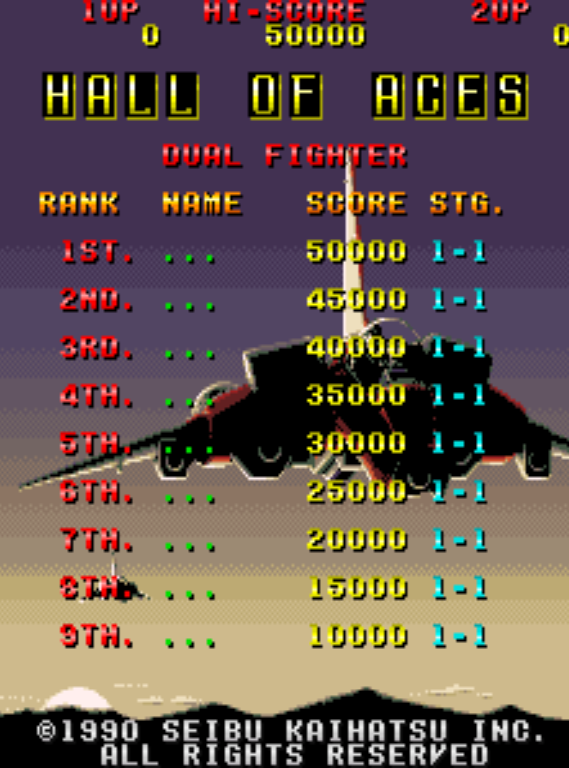 1UP HI-SCORE 2UP
0 50000 0
HALL OF ACES
DUAL FIGHTER
RANK NAME SCORE STG.
1ST. ... 50000 1-1
2ND. ... 45000 1-1
3RD. ... 40000 1-1
4TH. ... 35000 1-1
5TH. ... 30000 1-1
6TH. ... 25000 1-1
7TH. ... 20000 1-1
8TH. ... 15000 1-1
9TH. ... 10000 1-1
©1990 SEIBU KAIHATSU INC.
ALL RIGHTS RESERVED